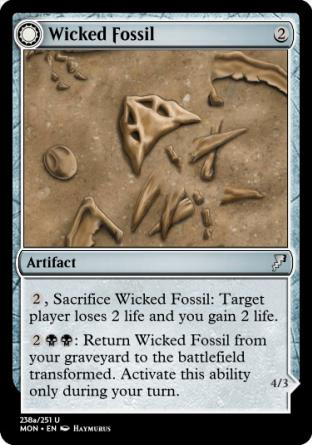 Wicked Fossil 2
Artifact
2, Sacrifice Wicked Fossil: Target
player loses 2 life and you gain 2 life.
2: Return Wicked Fossil from
your graveyard to the battlefield
transformed. Activate this ability
only during your turn.
4/3
238a/251 U
MON • EN Haymurus